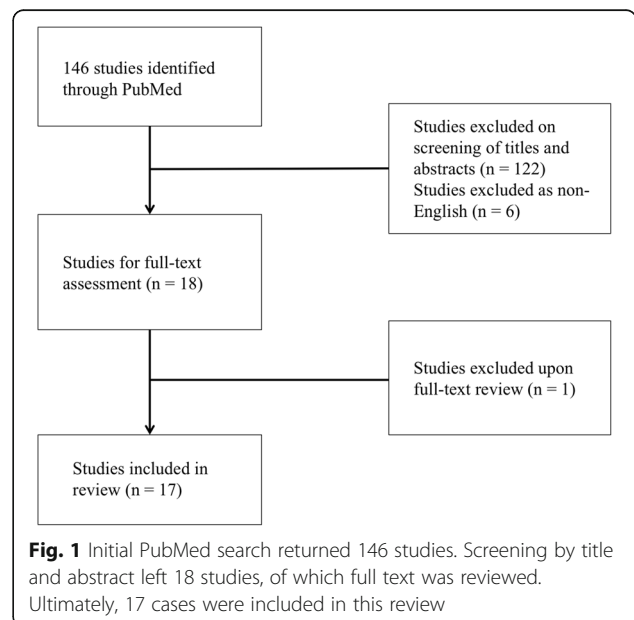 146 studies identified
through PubMed
Studies excluded on
screening of titles and
abstracts (n = 122)
Studies excluded as non-
English (n = 6)
Studies for full-text
assessment (n = 18)
Studies excluded upon
full-text review (n = 1)
Studies included in
review (n = 17)
Fig. 1 Initial PubMed search returned 146 studies. Screening by title
and abstract left 18 studies, of which full text was reviewed.
Ultimately, 17 cases were included in this review